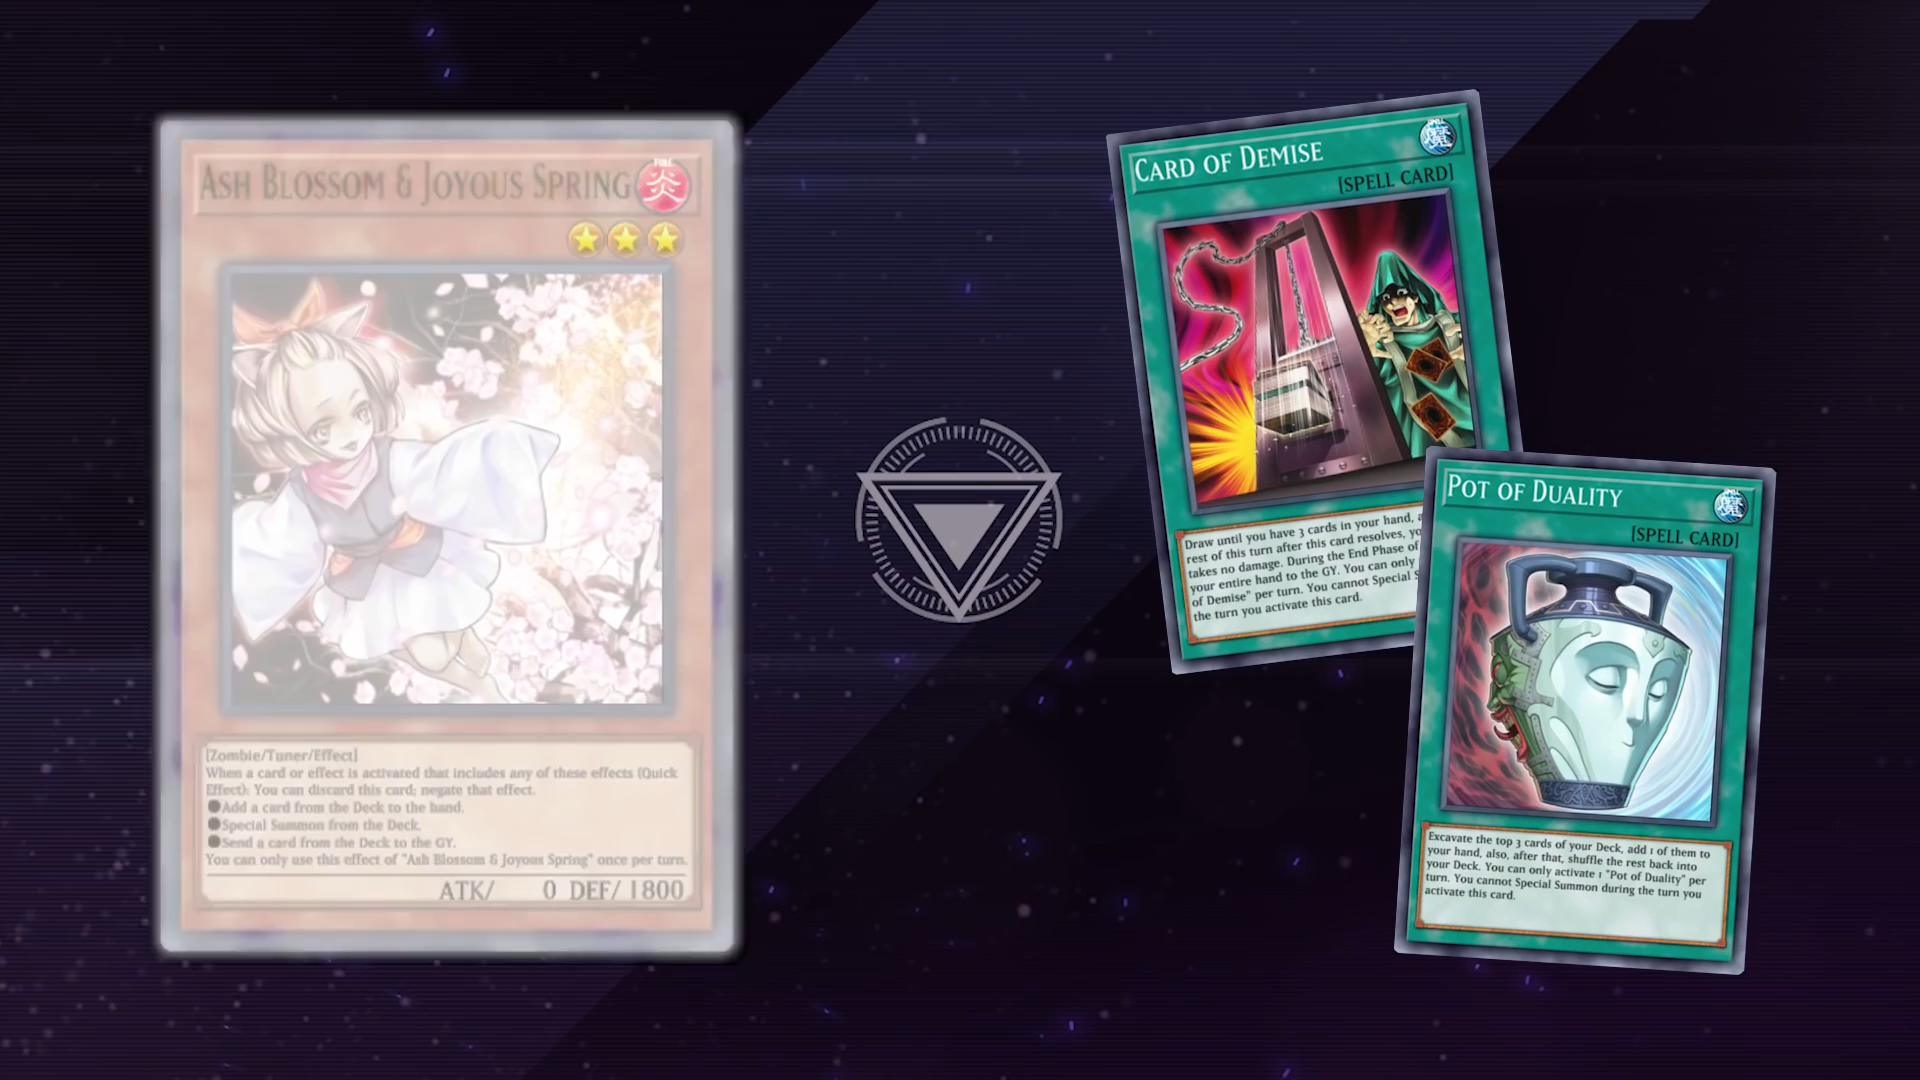 ASH BLOSSOM & JOYOUS SPRING
炎
[Zombie/Tuner/Effect]
When a card or effect is activated that includes any of these effects (Quick
Effect): You can discard this card; negate that effect.
●Add a card from the Deck to the hand.
●Special Summon from the Deck.
●Send a card from the Deck to the GY.
You can only use this effect of "Ash Blossom & Joyous Spring" once per turn.
ATK/ 0 DEF/ 1800
CARD OF DEMISE
魔
[SPELL CARD]
Draw until you have 3 cards in your hand, a
rest of this turn after this card resolves, yo
takes no damage. During the End Phase of
your entire hand to the GY. You can only
of Demise" per turn. You cannot Special S
the turn you activate this card.
POT OF DUALITY
魔
[SPELL CARD]
Excavate the top 3 cards of your Deck, add 1 of them to
your hand, also, after that, shuffle the rest back into
your Deck. You can only activate 1 "Pot of Duality" per
turn. You cannot Special Summon during the turn you
activate this card.